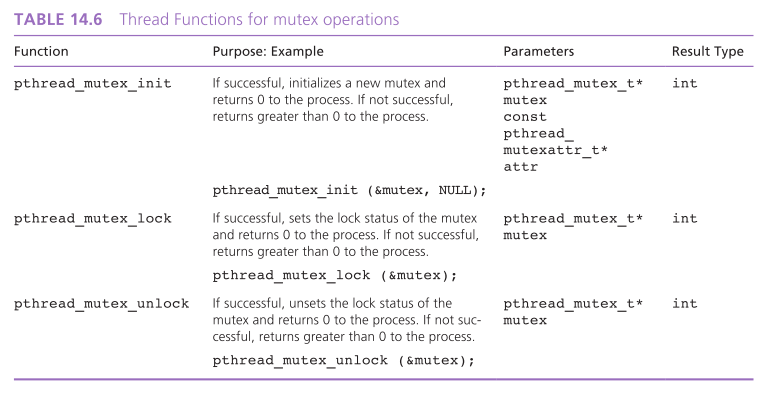 TABLE 14.6 Thread Functions for mutex operations
Function Purpose: Example Parameters Result Type
pthread_mutex_init If successful, initializes a new mutex and pthread_mutex_t* int
returns 0 to the process. If not successful, mutex
returns greater than 0 to the process. const
pthread_
mutexattr_t*
attr
pthread_mutex_init (&mutex, NULL);
pthread_mutex_lock If successful, sets the lock status of the mutex pthread_mutex_t* int
and returns 0 to the process. If not successful, mutex
returns greater than 0 to the process.
pthread_mutex_lock (&mutex);
pthread_mutex_unlock If successful, unsets the lock status of the pthread_mutex_t* int
mutex and returns 0 to the process. If not suc- mutex
cessful, returns greater than 0 to the process.
pthread_mutex_unlock (&mutex);